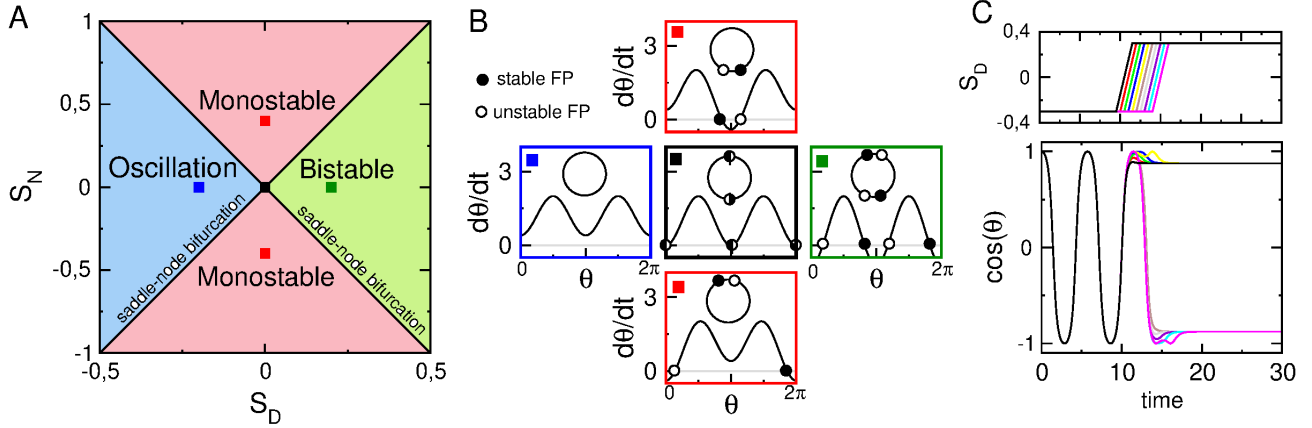 A
1
0,5
0
-0,5
-1
-0,5
0
0,5
S_N
S_D
Monostable
Oscillation
Bistable
Monostable
saddle-node bifurcation
saddle-node bifurcation
B
stable FP
unstable FP
dθ/dt
3
0
dθ/dt
3
0
0
θ
2π
3
0
0
θ
2π
dθ/dt
3
0
0
θ
2π
C
S_D
0,4
0
-0,4
cos(θ)
1
0
-1
0
10
20
30
time